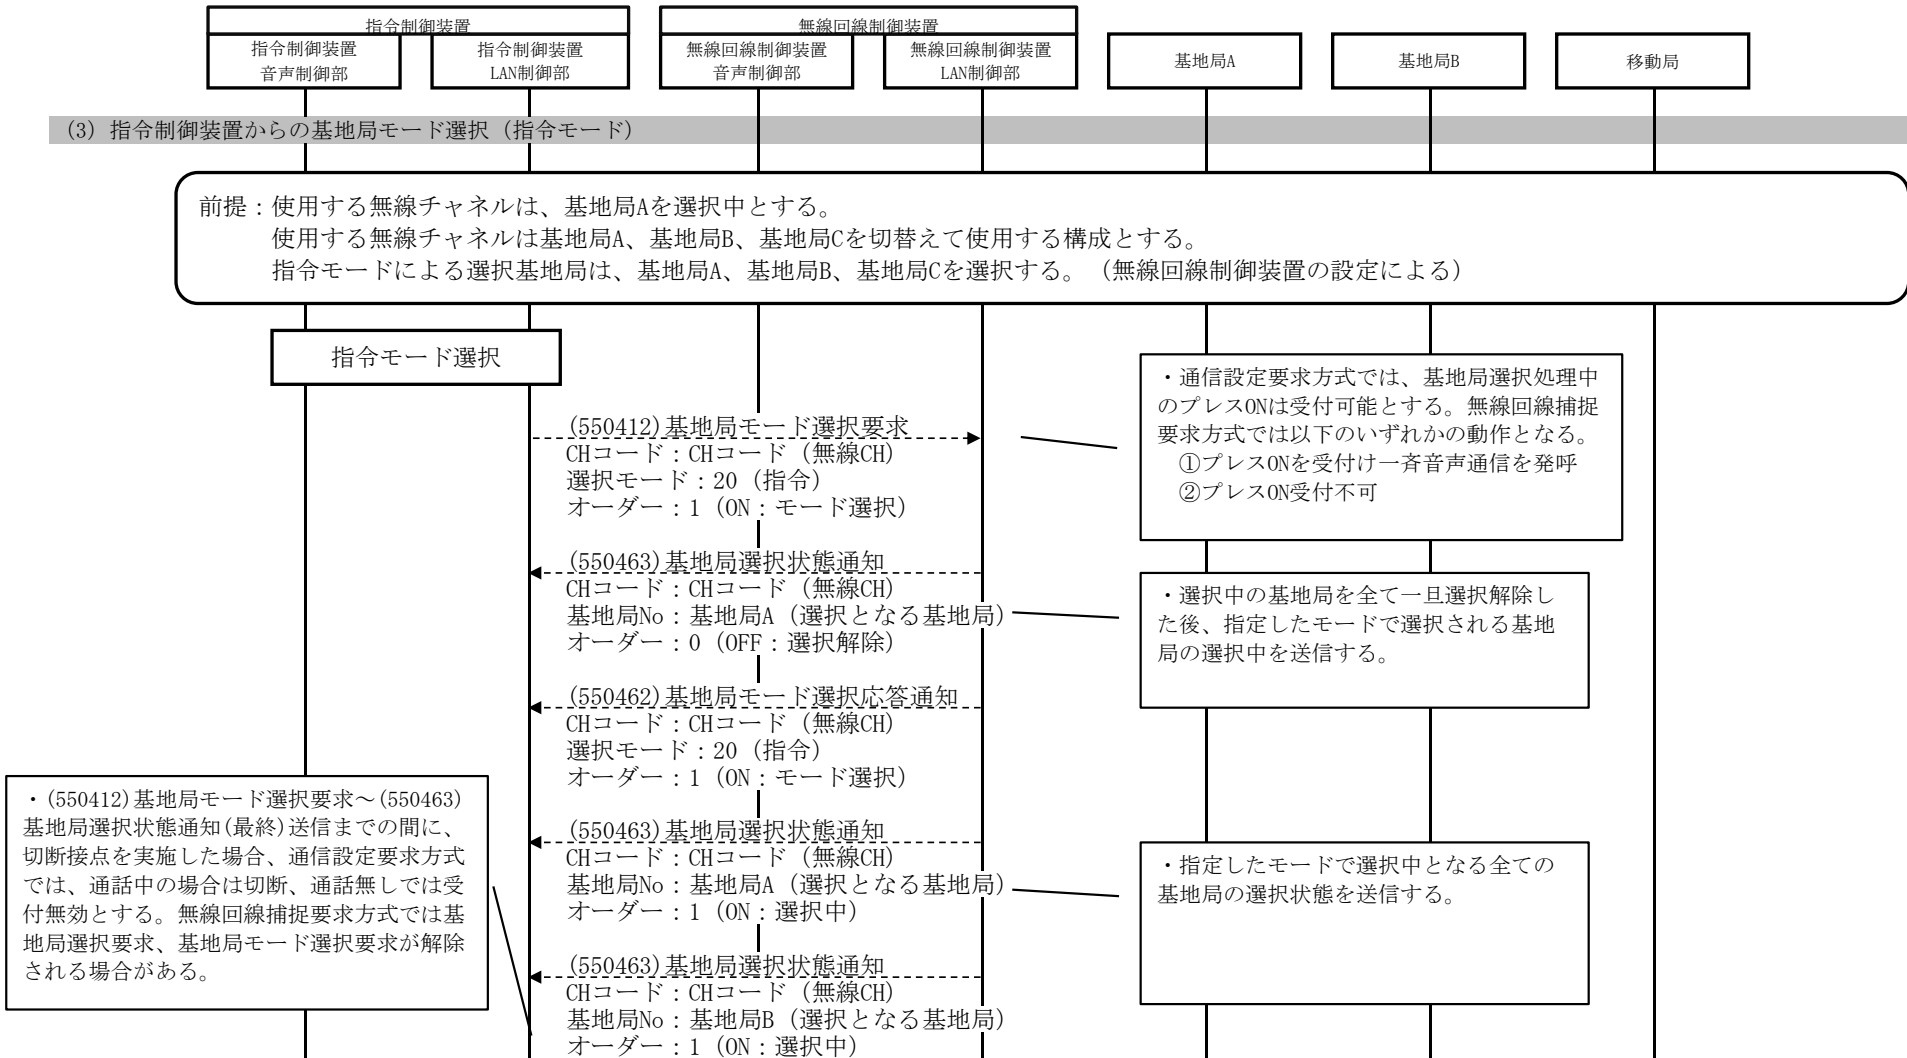 指令制御装置
無線回線制御装置
指令制御装置
音声制御部
指令制御装置
LAN制御部
無線回線制御装置
音声制御部
無線回線制御装置
LAN制御部
基地局A
基地局B
移動局
(3) 指令制御装置からの基地局モード選択（指令モード）
前提：使用する無線チャネルは、基地局Aを選択中とする。
使用する無線チャネルは基地局A、基地局B、基地局Cを切替えて使用する構成とする。
指令モードによる選択基地局は、基地局A、基地局B、基地局Cを選択する。（無線回線制御装置の設定による）
指令モード選択
(550412)基地局モード選択要求
CHコード：CHコード（無線CH）
選択モード：20（指令）
オーダー：1（ON：モード選択）
・通信設定要求方式では、基地局選択処理中
のプレスONは受付可能とする。無線回線捕捉
要求方式では以下のいずれかの動作となる。
①プレスONを受付け一斉音声通信を発呼
②プレスON受付不可
(550463)基地局選択状態通知
CHコード：CHコード（無線CH）
基地局No：基地局A（選択となる基地局）
オーダー：0（OFF：選択解除）
・選択中の基地局を全て一旦選択解除し
た後、指定したモードで選択される基地
局の選択中を送信する。
(550462)基地局モード選択応答通知
CHコード：CHコード（無線CH）
選択モード：20（指令）
オーダー：1（ON：モード選択）
・(550412)基地局モード選択要求～(550463)
基地局選択状態通知(最終)送信までの間に、
切断接点を実施した場合、通信設定要求方式
では、通話中の場合は切断、通話無しでは受
付無効とする。無線回線捕捉要求方式では基
地局選択要求、基地局モード選択要求が解除
される場合がある。
(550463)基地局選択状態通知
CHコード：CHコード（無線CH）
基地局No：基地局A（選択となる基地局）
オーダー：1（ON：選択中）
・指定したモードで選択中となる全ての
基地局の選択状態を送信する。
(550463)基地局選択状態通知
CHコード：CHコード（無線CH）
基地局No：基地局B（選択となる基地局）
オーダー：1（ON：選択中）